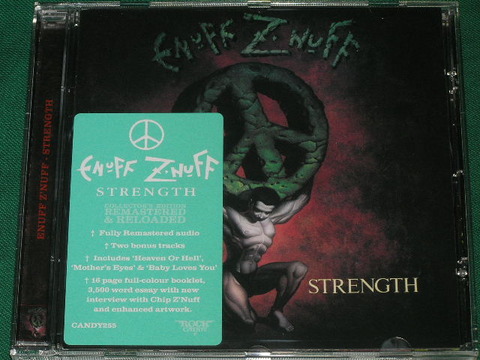 ENUFF Z'NUFF
ENUFF Z'NUFF · STRENGTH
ENUFF Z·NUFF
STRENGTH
COLLECTOR'S EDITION
REMASTERED
& RELOADED
† Fully Remastered audio
† Two bonus tracks
† Includes 'Heaven Or Hell',
'Mother's Eyes' & 'Baby Loves You'
† 16 page full-colour booklet,
3,500 word essay with new
interview with Chip Z'Nuff
and enhanced artwork.
CANDY255
ROCK
CANDY
STRENGTH